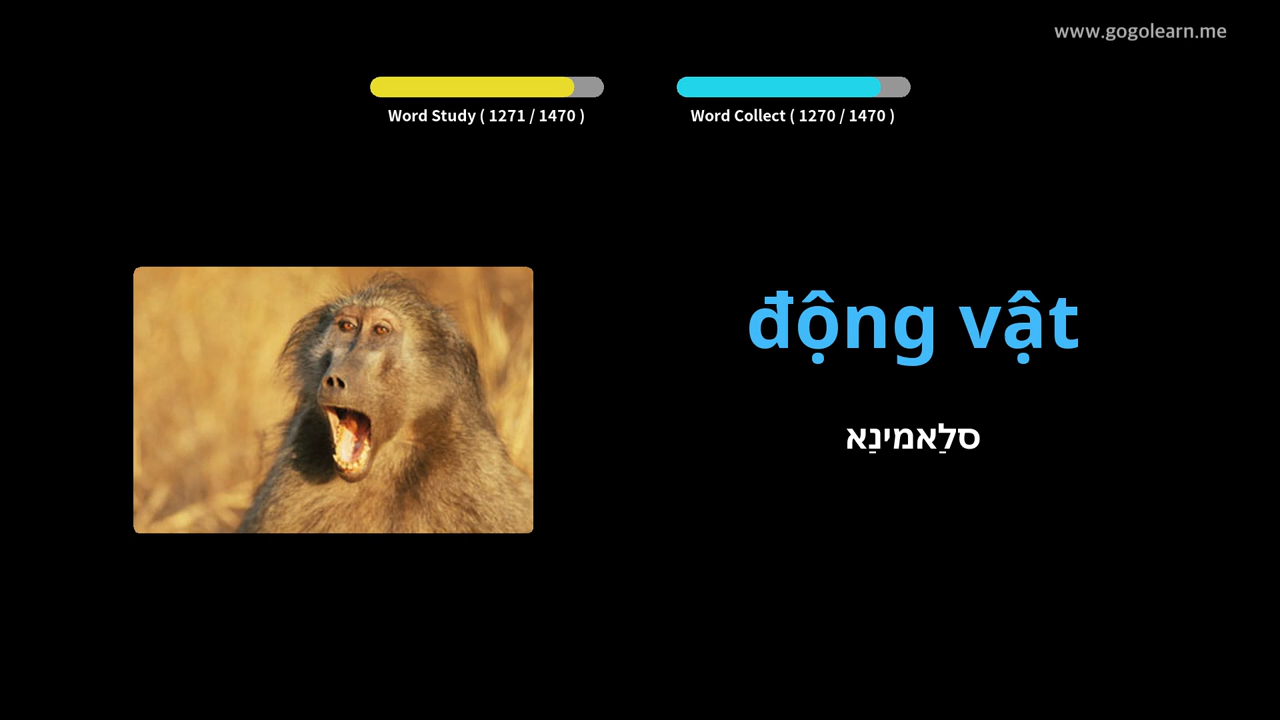 www.gogolearn.me
Word Study ( 1271 / 1470 )
Word Collect ( 1270 / 1470 )
động vật
סלַאמינַא